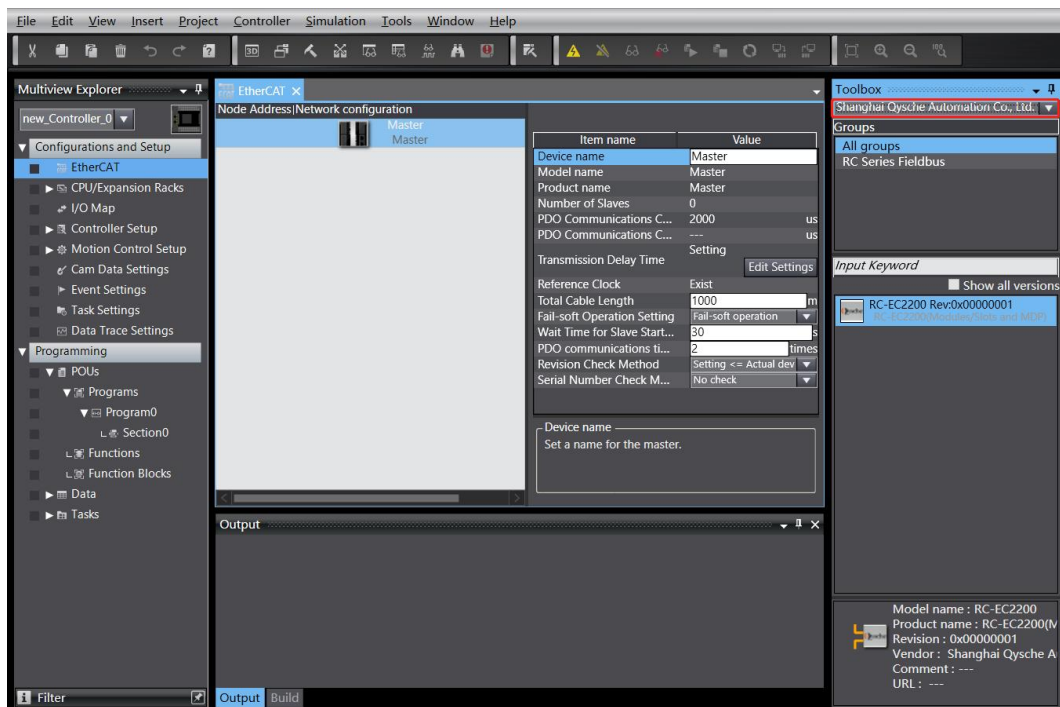 File Edit View Insert Project Controller Simulation Tools Window Help
Multiview Explorer
new_Controller_0
Configurations and Setup
EtherCAT
CPU/Expansion Racks
I/O Map
Controller Setup
Motion Control Setup
Cam Data Settings
Event Settings
Task Settings
Data Trace Settings
Programming
POUs
Programs
Program0
Section0
Functions
Function Blocks
Data
Tasks
Filter
EtherCAT
Node Address|Network configuration
Master
Master
Item name Value
Device name Master
Model name Master
Product name Master
Number of Slaves 0
PDO Communications C... 2000 us
PDO Communications C... --- us
Transmission Delay Time Setting
Edit Settings
Reference Clock Exist
Total Cable Length 1000 m
Fail-soft Operation Setting Fail-soft operation
Wait Time for Slave Start... 30 s
PDO communications ti... 2 times
Revision Check Method Setting <= Actual dev
Serial Number Check M... No check
Device name
Set a name for the master.
Output
Output Build
Toolbox
Shanghai Qysche Automation Co., Ltd.
Groups
All groups
RC Series Fieldbus
Input Keyword
Show all versions
RC-EC2200 Rev:0x00000001
RC-EC2200(Modules/Slots and MDP)
Model name : RC-EC2200
Product name : RC-EC2200(M
Revision : 0x00000001
Vendor : Shanghai Qysche A
Comment : ---
URL : ---